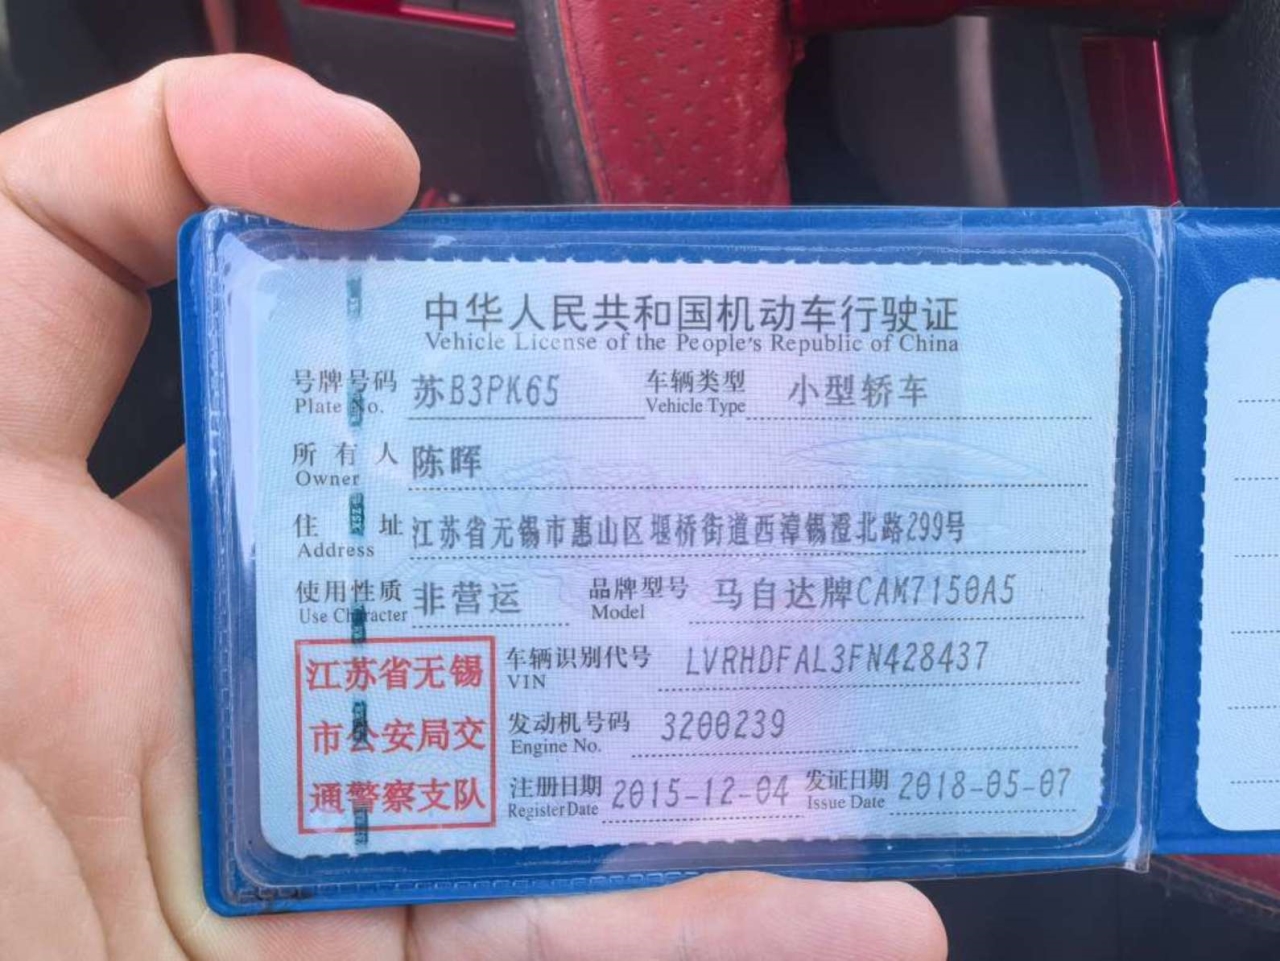 中华人民共和国机动车行驶证
Vehicle License of the People's Republic of China
号牌号码 苏B3PK65 车辆类型 小型轿车
Plate No. Vehicle Type
所有人 陈晖
Owner
住址 江苏省无锡市惠山区堰桥街道西漳锡澄北路299号
Address
使用性质 非营运 品牌型号 马自达牌CAM7150A5
Use Character Model
江苏省无锡
市公安局交
通警察支队
车辆识别代号 LVRHDFAL3FN428437
VIN
发动机号码 3200239
Engine No.
注册日期 2015-12-04 发证日期 2018-05-07
Register Date Issue Date